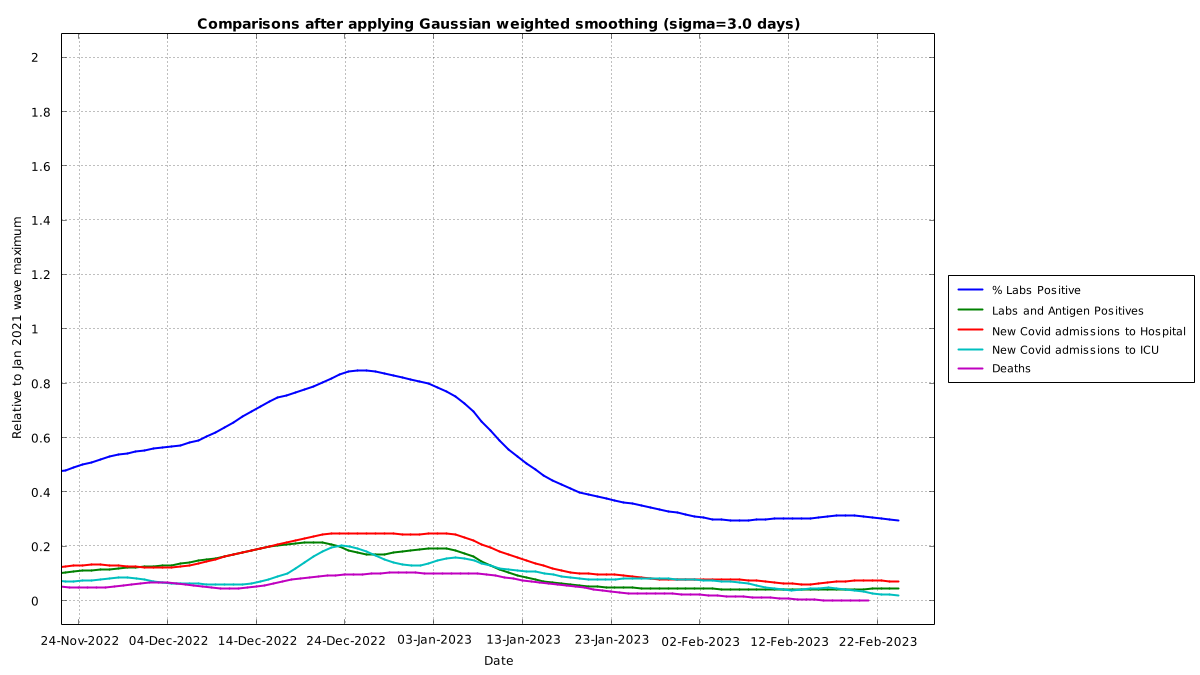 Comparisons after applying Gaussian weighted smoothing (sigma=3.0 days)
Relative to Jan 2021 wave maximum
2
1.8
1.6
1.4
1.2
1
0.8
0.6
0.4
0.2
0
24-Nov-2022 04-Dec-2022 14-Dec-2022 24-Dec-2022 03-Jan-2023 13-Jan-2023 23-Jan-2023 02-Feb-2023 12-Feb-2023 22-Feb-2023
Date
% Labs Positive
Labs and Antigen Positives
New Covid admissions to Hospital
New Covid admissions to ICU
Deaths